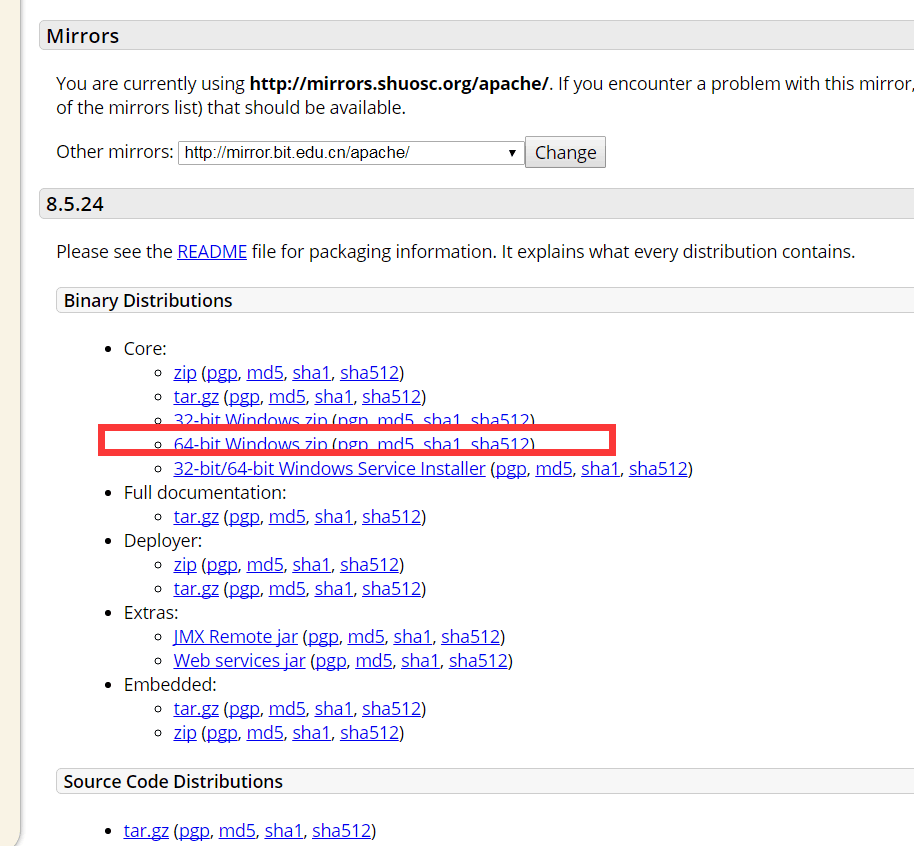 Mirrors
You are currently using http://mirrors.shuosc.org/apache/. If you encounter a problem with this mirror,
of the mirrors list) that should be available.
Other mirrors: http://mirror.bit.edu.cn/apache/ Change
8.5.24
Please see the README file for packaging information. It explains what every distribution contains.
Binary Distributions
Core:
zip (pgp, md5, sha1, sha512)
tar.gz (pgp, md5, sha1, sha512)
32-bit Windows zip (pgp, md5, sha1, sha512)
64-bit Windows zip (pgp, md5, sha1, sha512)
32-bit/64-bit Windows Service Installer (pgp, md5, sha1, sha512)
Full documentation:
tar.gz (pgp, md5, sha1, sha512)
Deployer:
zip (pgp, md5, sha1, sha512)
tar.gz (pgp, md5, sha1, sha512)
Extras:
JMX Remote jar (pgp, md5, sha1, sha512)
Web services jar (pgp, md5, sha1, sha512)
Embedded:
tar.gz (pgp, md5, sha1, sha512)
zip (pgp, md5, sha1, sha512)
Source Code Distributions
tar.gz (pgp, md5, sha1, sha512)